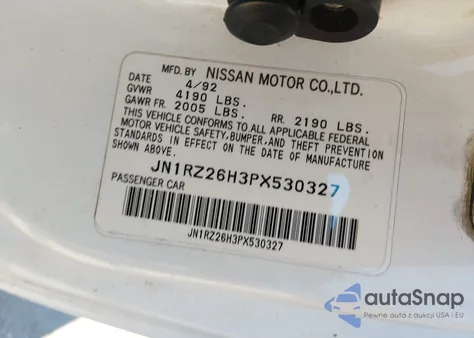 MFD. BY NISSAN MOTOR CO.,LTD.
DATE 4/92
GVWR 4190 LBS.
GAWR FR. 2005 LBS. RR. 2190 LBS.
THIS VEHICLE CONFORMS TO ALL APPLICABLE FEDERAL
MOTOR VEHICLE SAFETY, BUMPER, AND THEFT PREVENTION
STANDARDS IN EFFECT ON THE DATE OF MANUFACTURE
SHOWN ABOVE.
JN1RZ26H3PX530327
PASSENGER CAR
JN1RZ26H3PX530327
autoSnap
Pewne auta z aukcji USA i EU